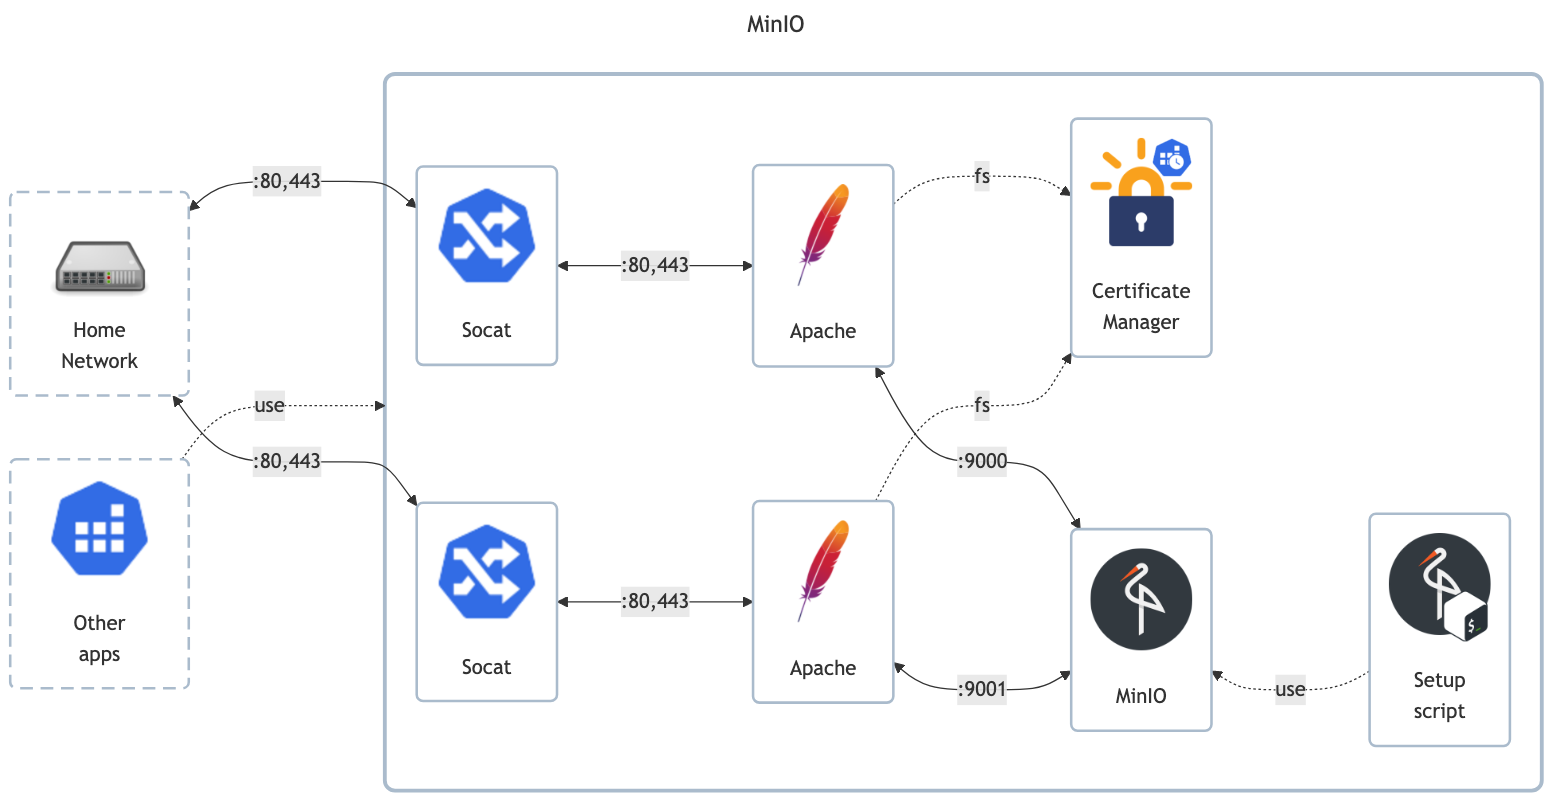 MinIO
:80,443
Home
Network
Socat
:80,443
Apache
fs
Certificate
Manager
use
fs
:80,443
:9000
Other
apps
Socat
:80,443
Apache
:9001
MinIO
use
$_
Setup
script